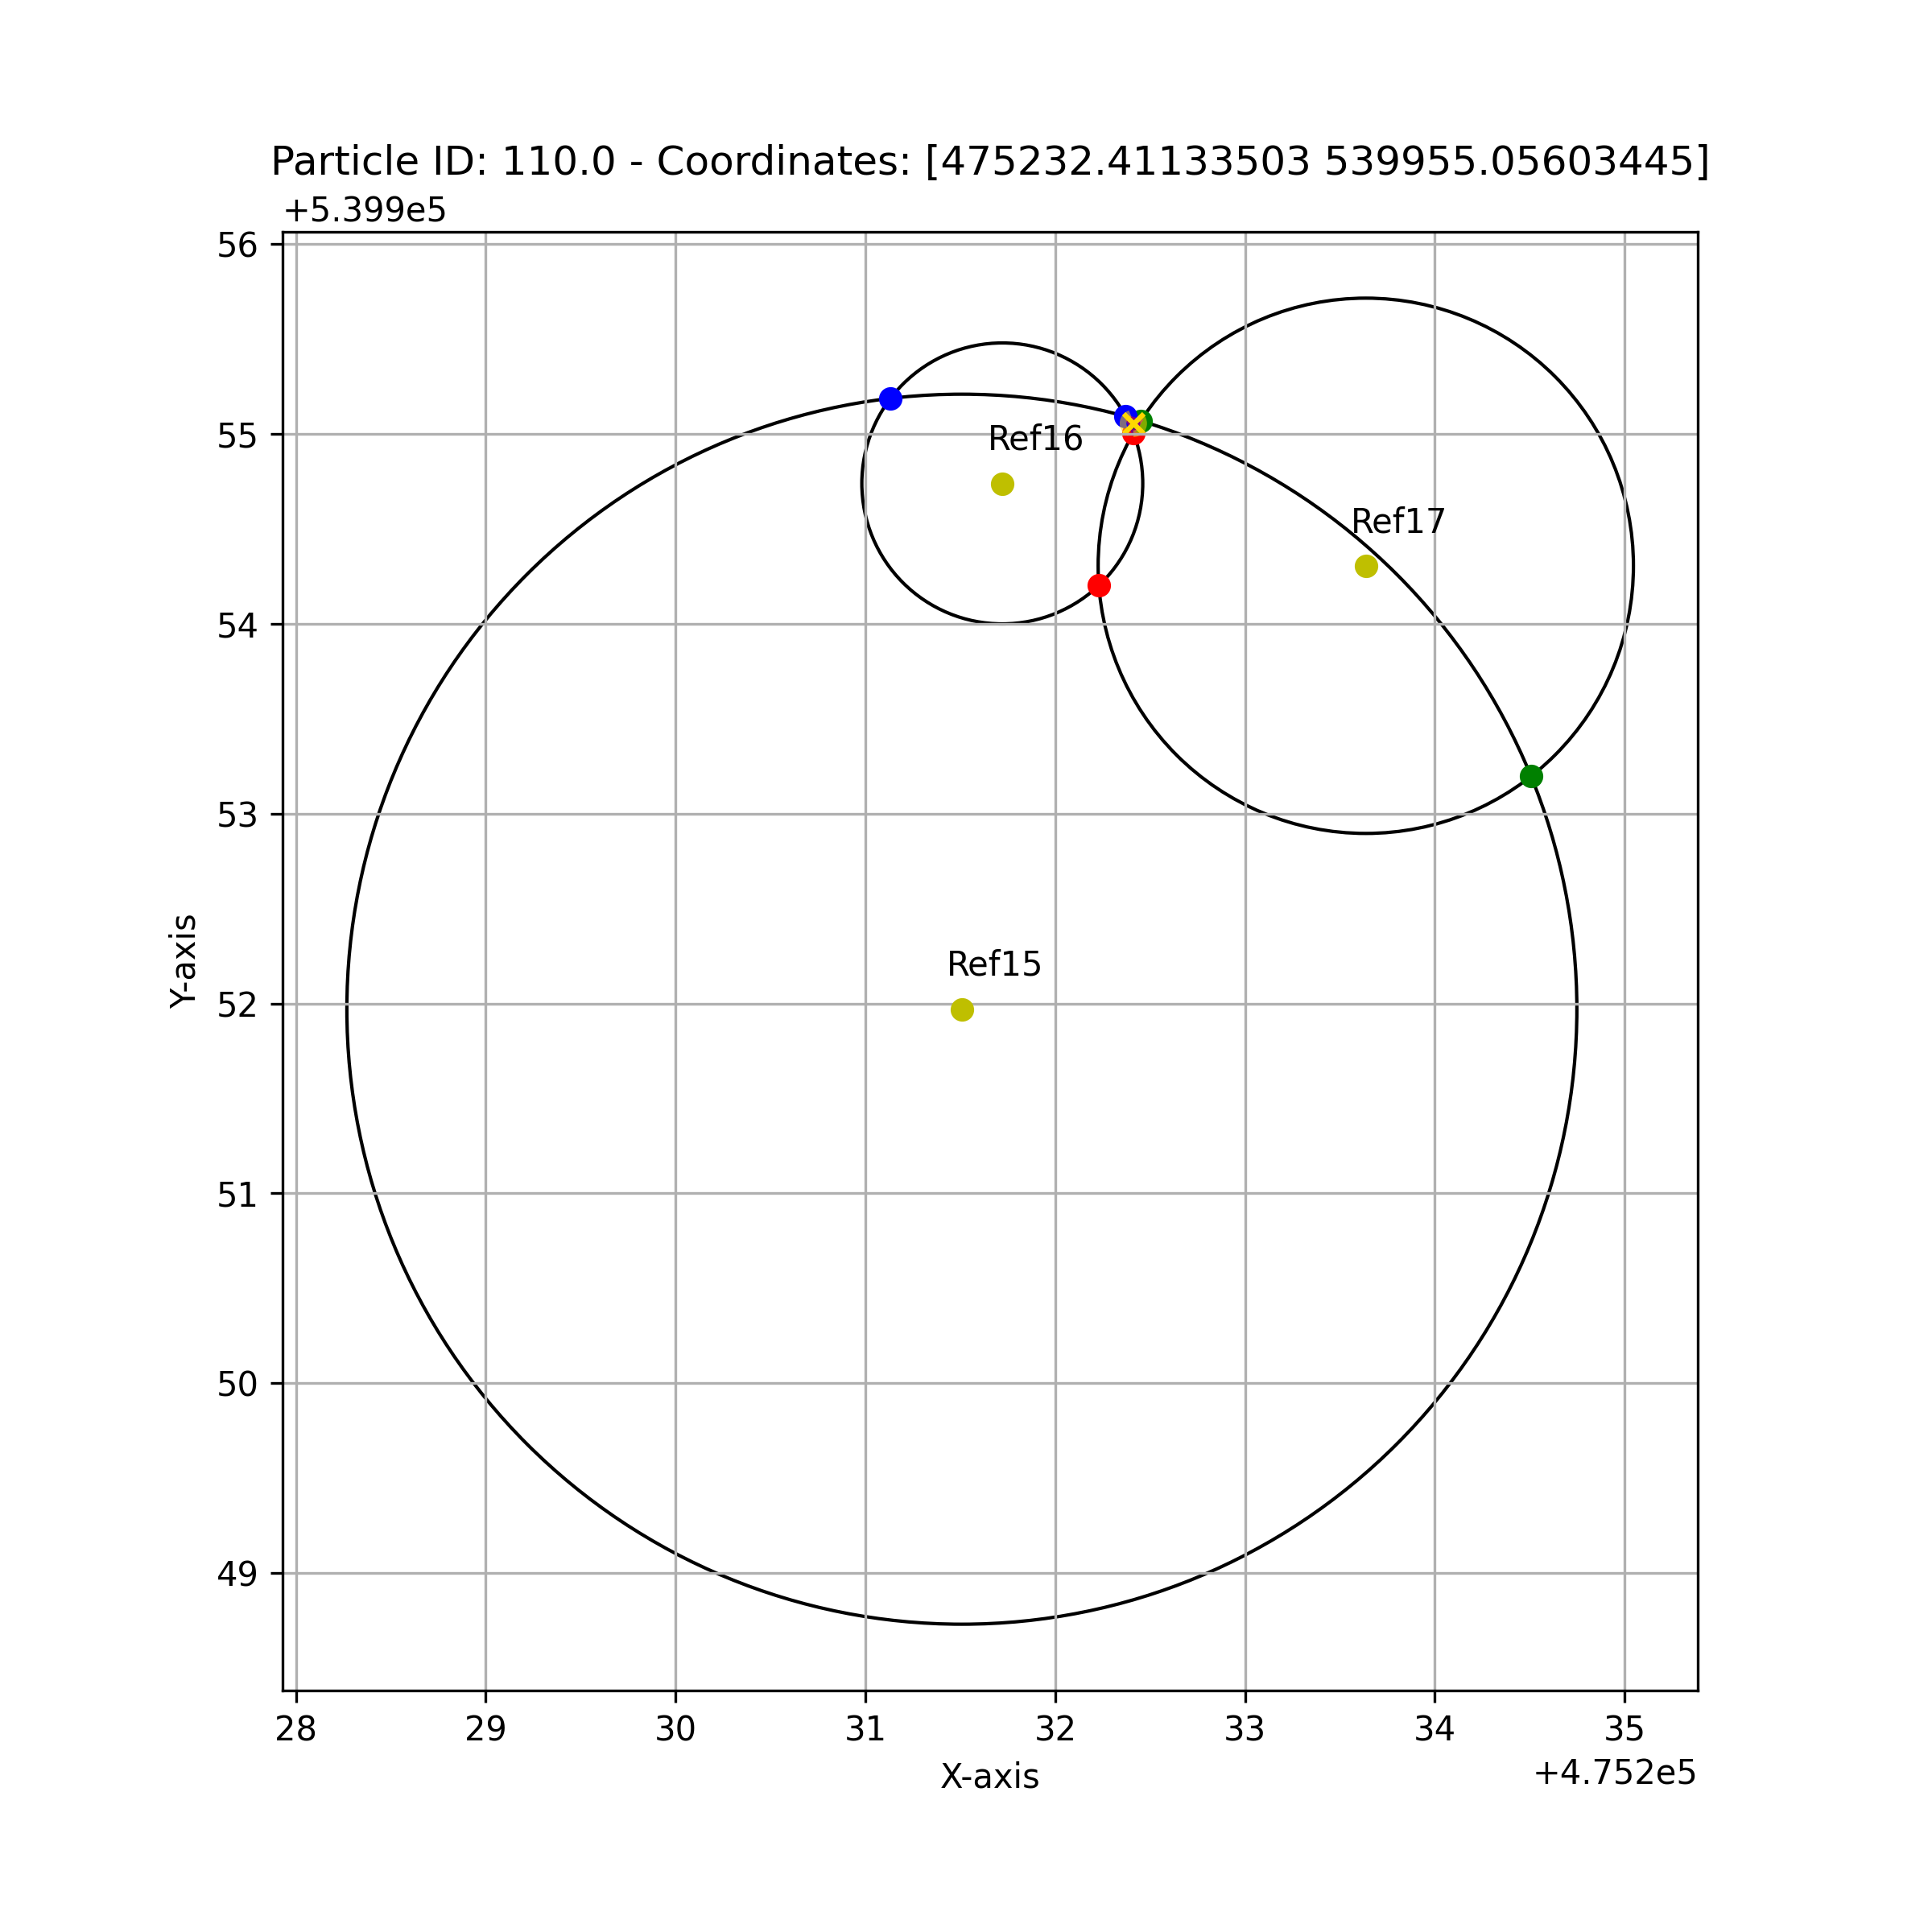 Particle ID: 110.0 - Coordinates: [475232.41133503 539955.05603445]
+5.399e5
56
55
54
53
52
51
50
49
Y-axis
Ref16
Ref17
Ref15
28 29 30 31 32 33 34 35
X-axis
+4.752e5